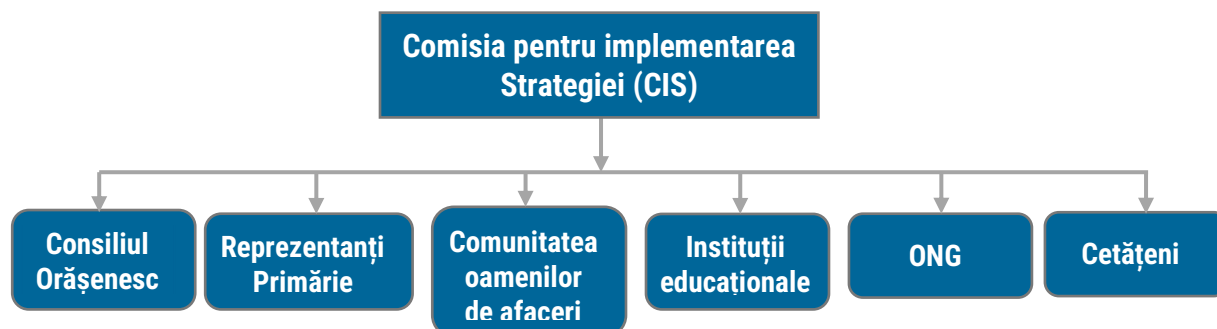 Comisia pentru implementarea
Strategiei (CIS)
Consiliul
Orășenesc
Reprezentanți
Primărie
Comunitatea
oamenilor
de afaceri
Instituții
educaționale
ONG
Cetățeni